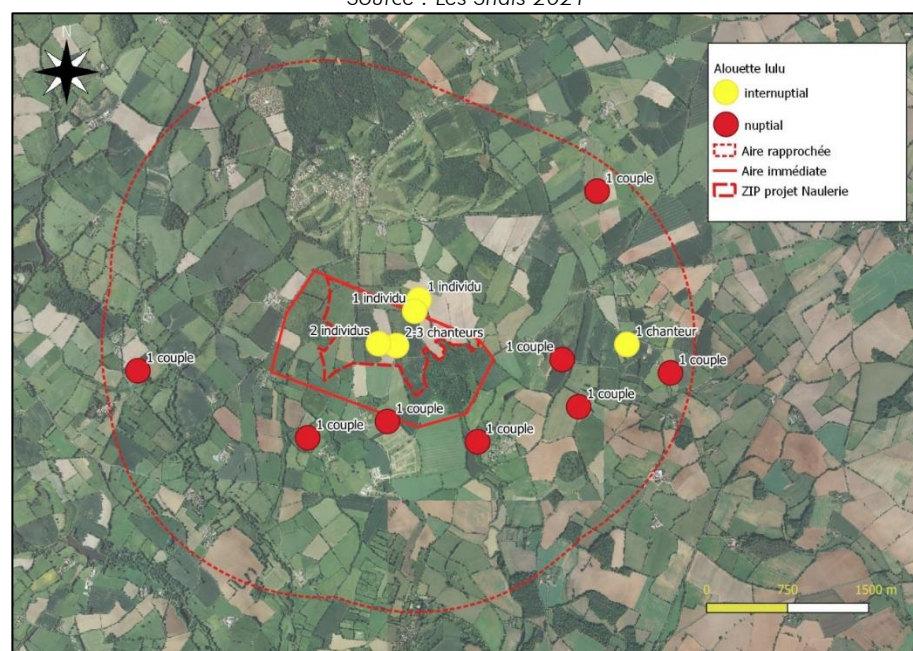 Source : Les Snats 2021
N
Alouette lulu
internuptial
nuptial
Aire rapprochée
Aire immédiate
ZIP projet Naulerie
1 couple
1 individu
1 individu
2 individus
2-3 chanteurs
1 chanteur
1 couple
1 couple
1 couple
1 couple
1 couple
1 couple
1 couple
0 750 1500 m